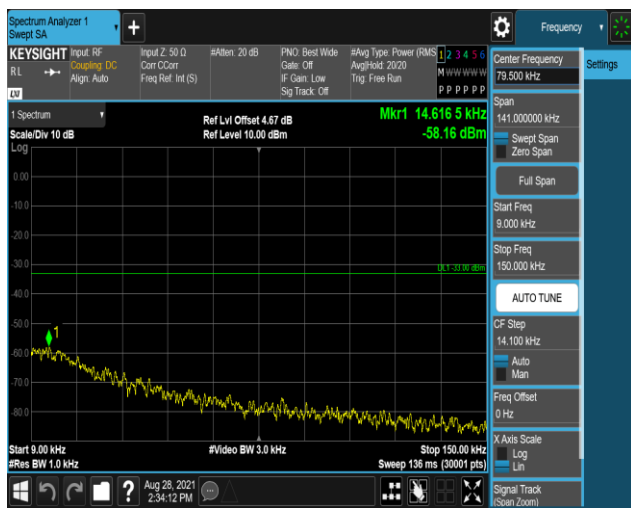 Spectrum Analyzer 1
Swept SA
+
Frequency
KEYSIGHT
RL
LXI
Input: RF
Coupling: DC
Align: Auto
Input Z: 50 Ω
Corr CCorr
Freq Ref: Int (S)
#Atten: 20 dB
PNO: Best Wide
Gate: Off
IF Gain: Low
Sig Track: Off
#Avg Type: Power (RMS
Avg|Hold: 20/20
Trig: Free Run
1 2 3 4 5 6
M W W W W W
P P P P P P
1 Spectrum
Scale/Div 10 dB
Log
Ref Lvl Offset 4.67 dB
Ref Level 10.00 dBm
Mkr1 14.616 5 kHz
-58.16 dBm
0.00
-10.0
-20.0
-30.0
DL1 -33.00 dBm
-40.0
-50.0
1
-60.0
-70.0
-80.0
Start 9.00 kHz
#Res BW 1.0 kHz
#Video BW 3.0 kHz
Stop 150.00 kHz
Sweep 136 ms (30001 pts)
?
Aug 28, 2021
2:34:12 PM
Center Frequency
79.500 kHz
Settings
Span
141.000000 kHz
Swept Span
Zero Span
Full Span
Start Freq
9.000 kHz
Stop Freq
150.000 kHz
AUTO TUNE
CF Step
14.100 kHz
Auto
Man
Freq Offset
0 Hz
X Axis Scale
Log
Lin
Signal Track
(Span Zoom)